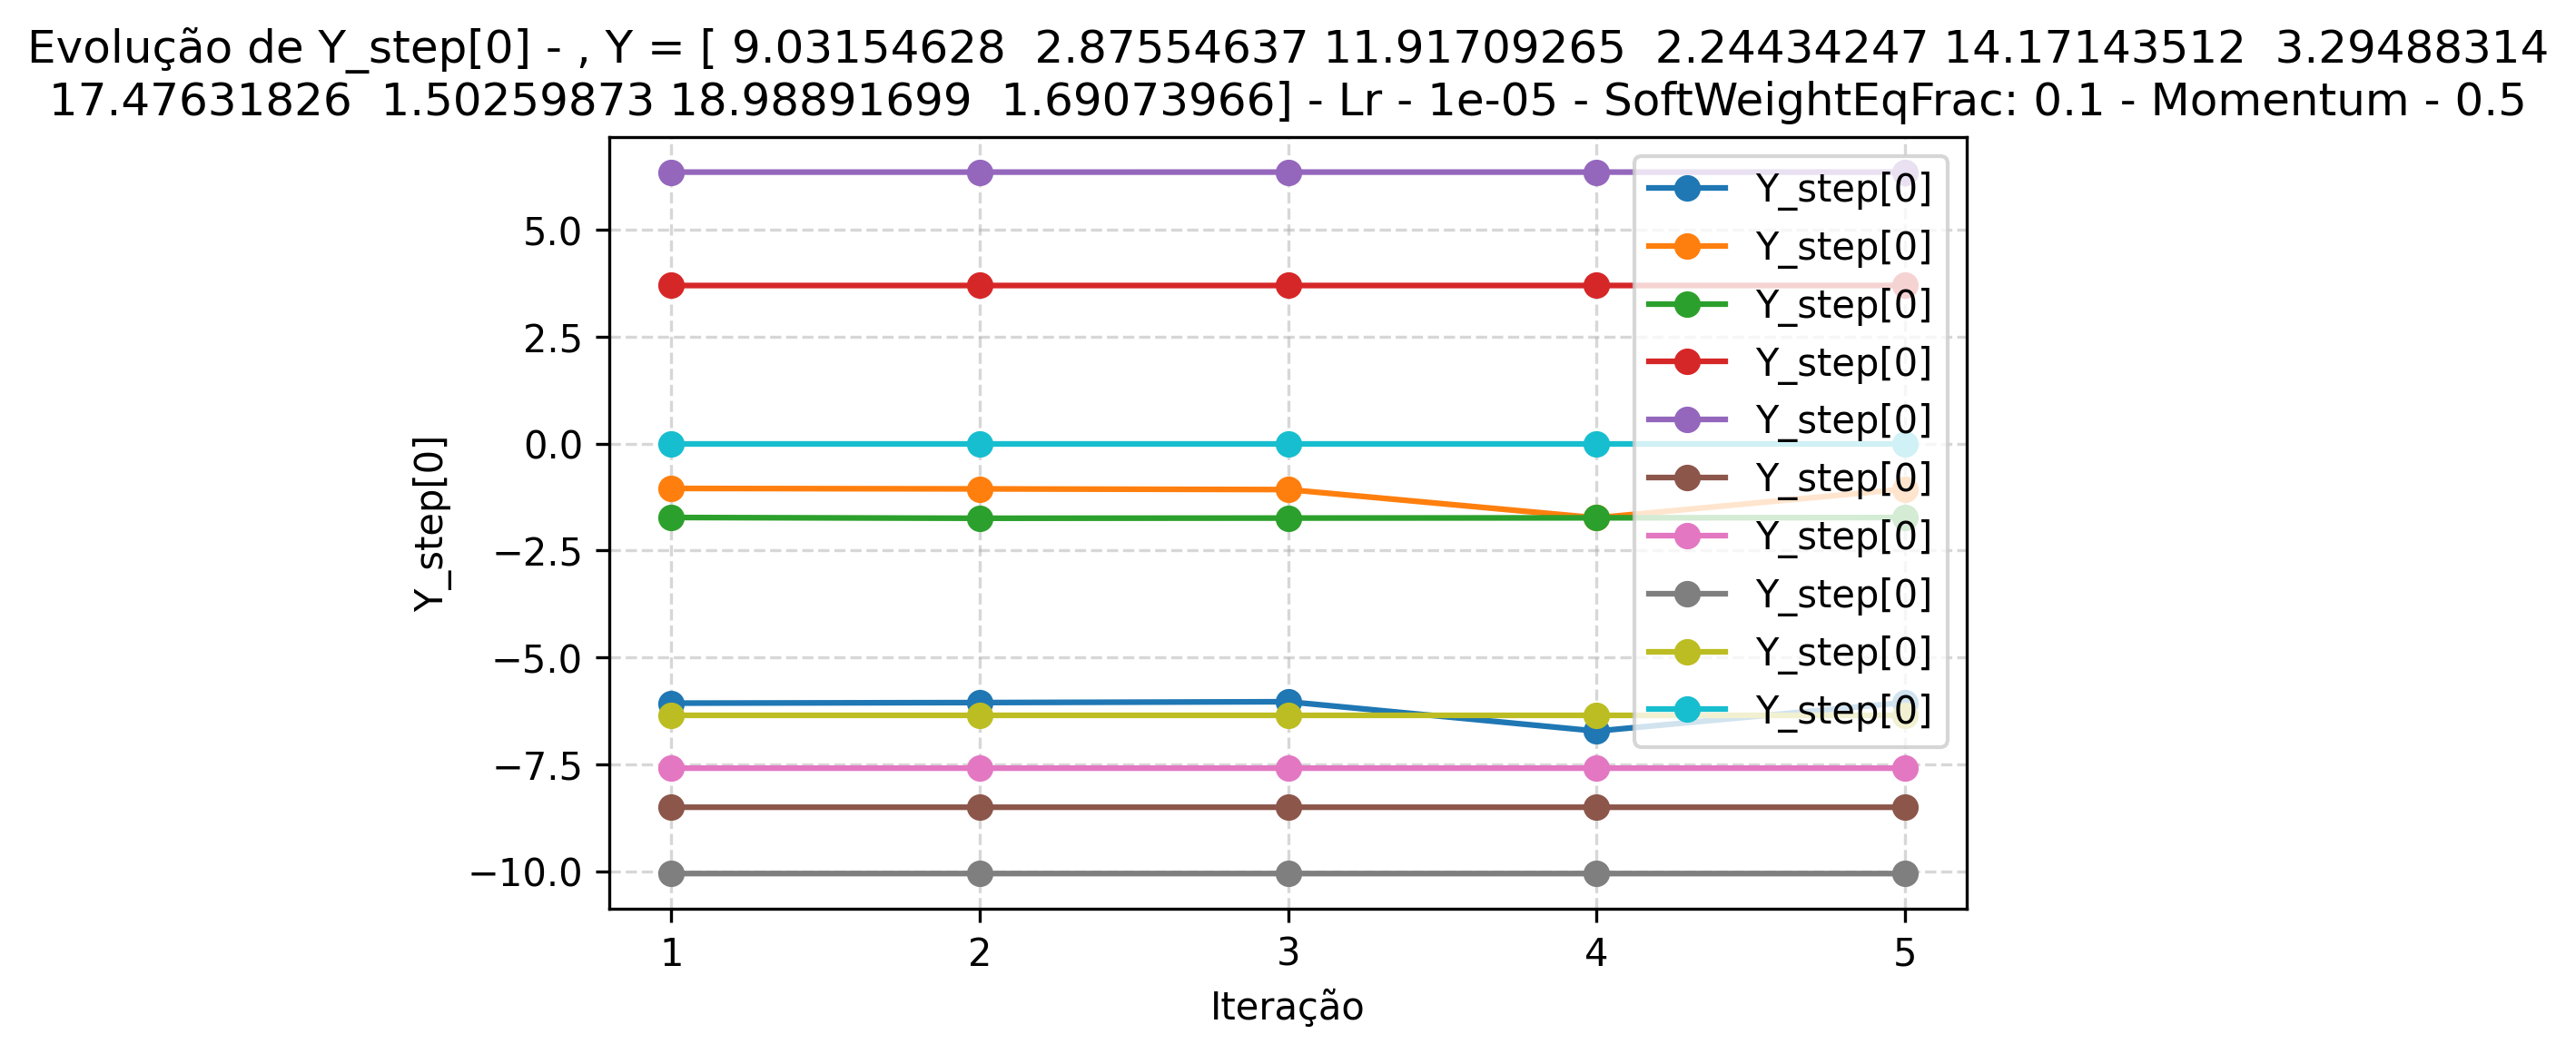 Evolução de Y_step[0] - , Y = [ 9.03154628  2.87554637 11.91709265  2.24434247 14.17143512  3.29488314
17.47631826  1.50259873 18.98891699  1.69073966] - Lr - 1e-05 - SoftWeightEqFrac: 0.1 - Momentum - 0.5
Y_step[0]
Y_step[0]
Y_step[0]
Y_step[0]
Y_step[0]
Y_step[0]
Y_step[0]
Y_step[0]
Y_step[0]
Y_step[0]
5.0
2.5
0.0
−2.5
−5.0
−7.5
−10.0
Y_step[0]
1 2 3 4 5
Iteração